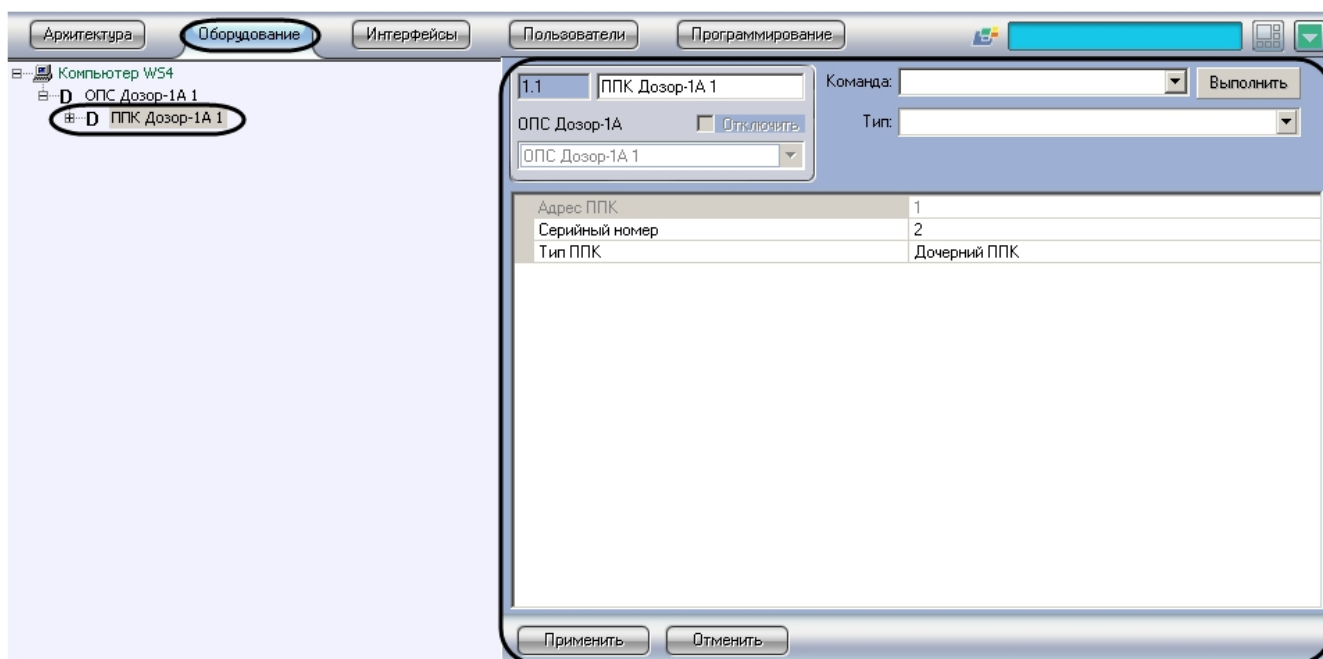 Архитектура Оборудование Интерфейсы Пользователи Программирование
Компьютер WS4
D ОПС Дозор-1А 1
D ППК Дозор-1А 1
1.1 ППК Дозор-1А 1 Команда: Выполнить
ОПС Дозор-1А Отключить Тип:
ОПС Дозор-1А 1
Адрес ППК 1
Серийный номер 2
Тип ППК Дочерний ППК
Применить Отменить